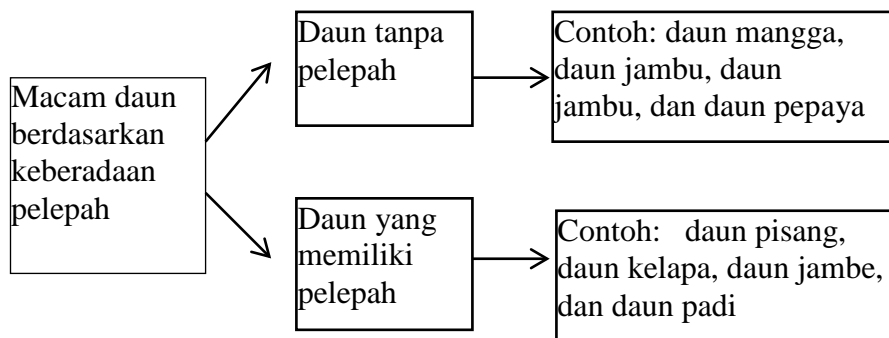 Macam daun
berdasarkan
keberadaan
pelepah
Daun tanpa
pelepah
Contoh: daun mangga,
daun jambu, daun
jambu, dan daun pepaya
Daun yang
memiliki
pelepah
Contoh: daun pisang,
daun kelapa, daun jambe,
dan daun padi